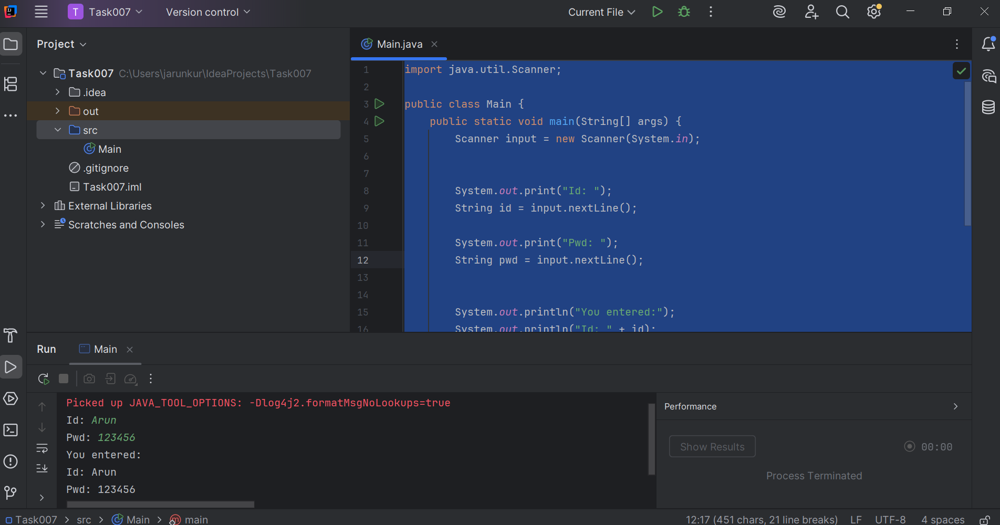 T Task007 Version control Current File
Project
Main.java
Task007 C:\Users\jarunkur\IdeaProjects\Task007
.idea
out
src
Main
.gitignore
Task007.iml
External Libraries
Scratches and Consoles
1 import java.util.Scanner;
2
3 public class Main {
4 public static void main(String[] args) {
5 Scanner input = new Scanner(System.in);
6
7
8 System.out.print("Id: ");
9 String id = input.nextLine();
10
11 System.out.print("Pwd: ");
12 String pwd = input.nextLine();
13
14
15 System.out.println("You entered:");
16 System.out.println("Id: " + id);
Run Main
Picked up JAVA_TOOL_OPTIONS: -Dlog4j2.formatMsgNoLookups=true
Id: Arun
Pwd: 123456
You entered:
Id: Arun
Pwd: 123456
Performance
Show Results 00:00
Process Terminated
Task007 src Main main 12:17 (451 chars, 21 line breaks) LF UTF-8 4 spaces